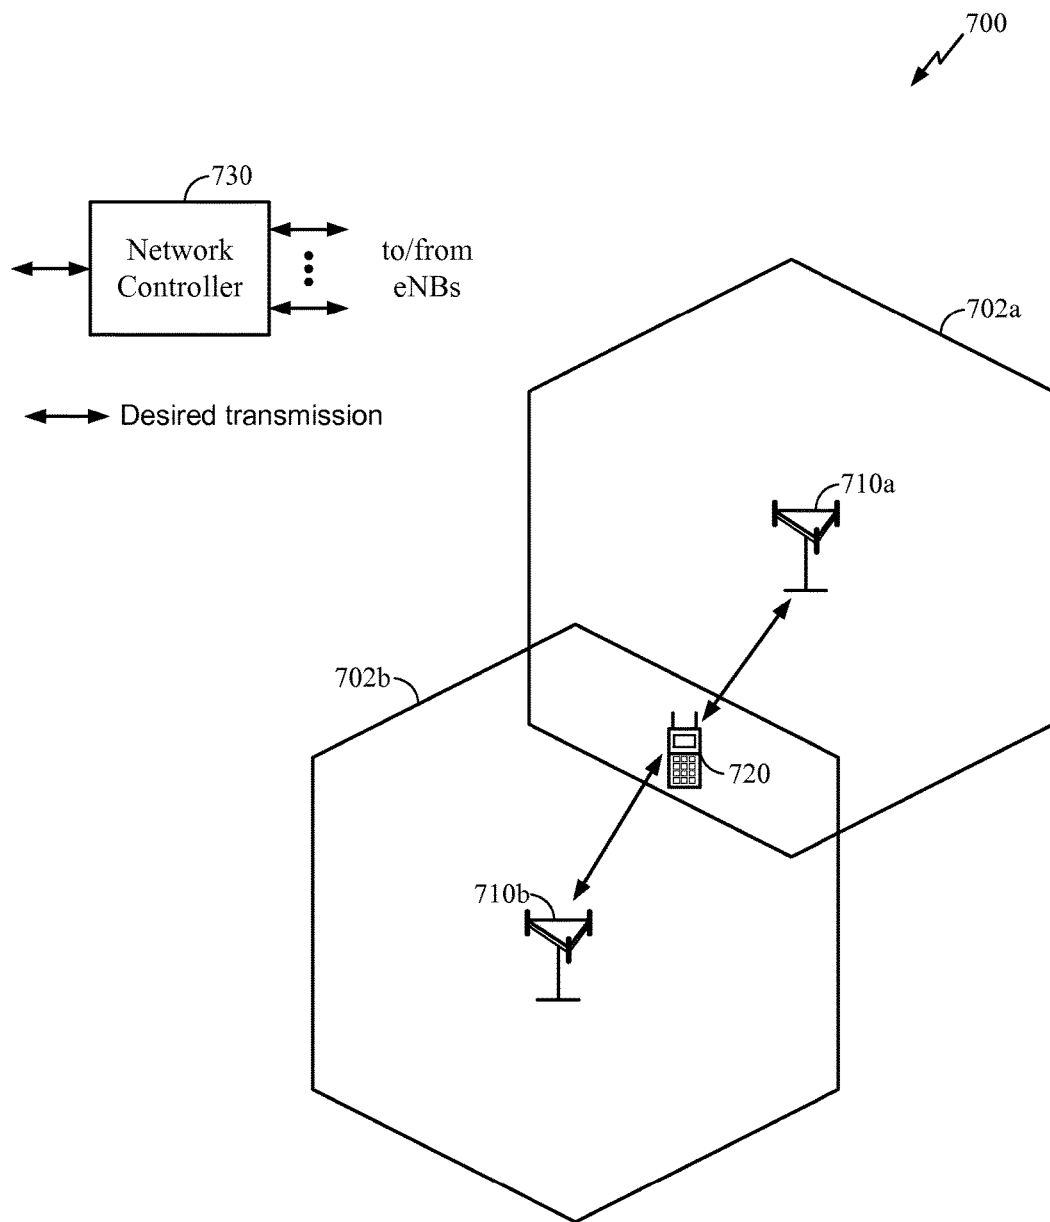 700
730
Network
Controller
to/from
eNBs
702a
Desired transmission
710a
702b
720
710b